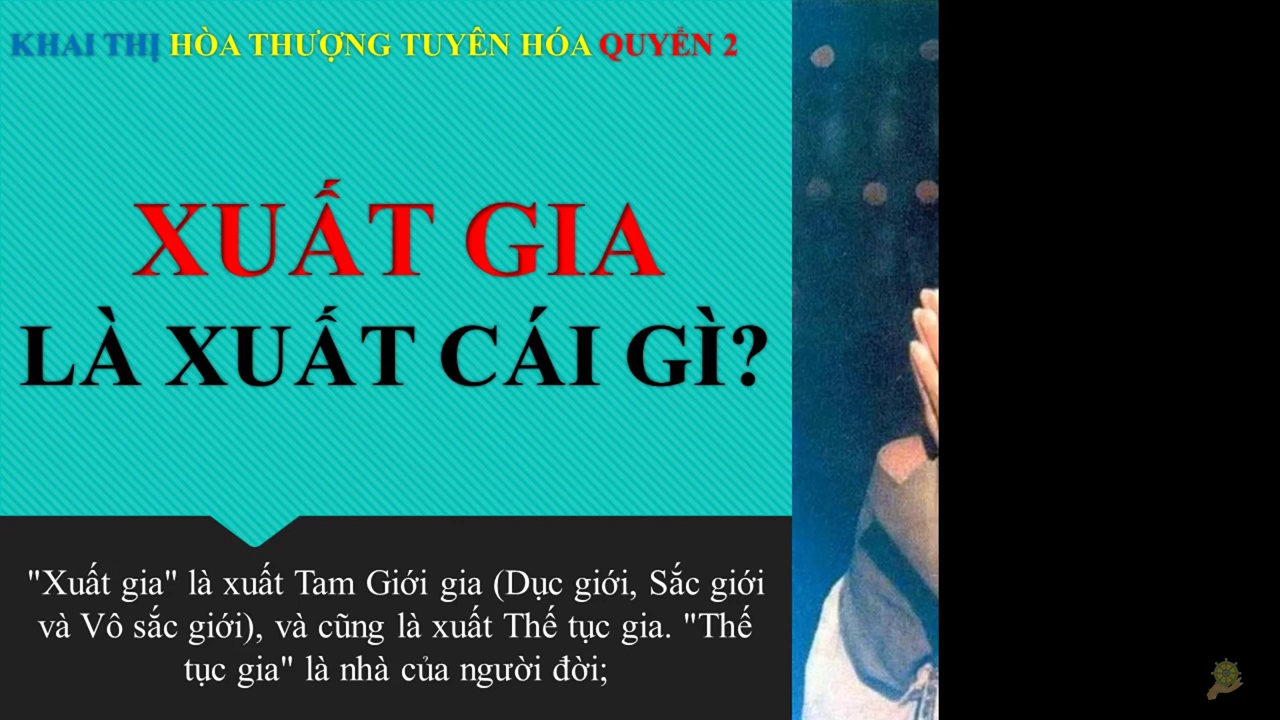 KHAI THỊ HÒA THƯỢNG TUYÊN HÓA QUYỂN 2
XUẤT GIA
LÀ XUẤT CÁI GÌ?
"Xuất gia" là xuất Tam Giới gia (Dục giới, Sắc giới
và Vô sắc giới), và cũng là xuất Thế tục gia. "Thế
tục gia" là nhà của người đời;